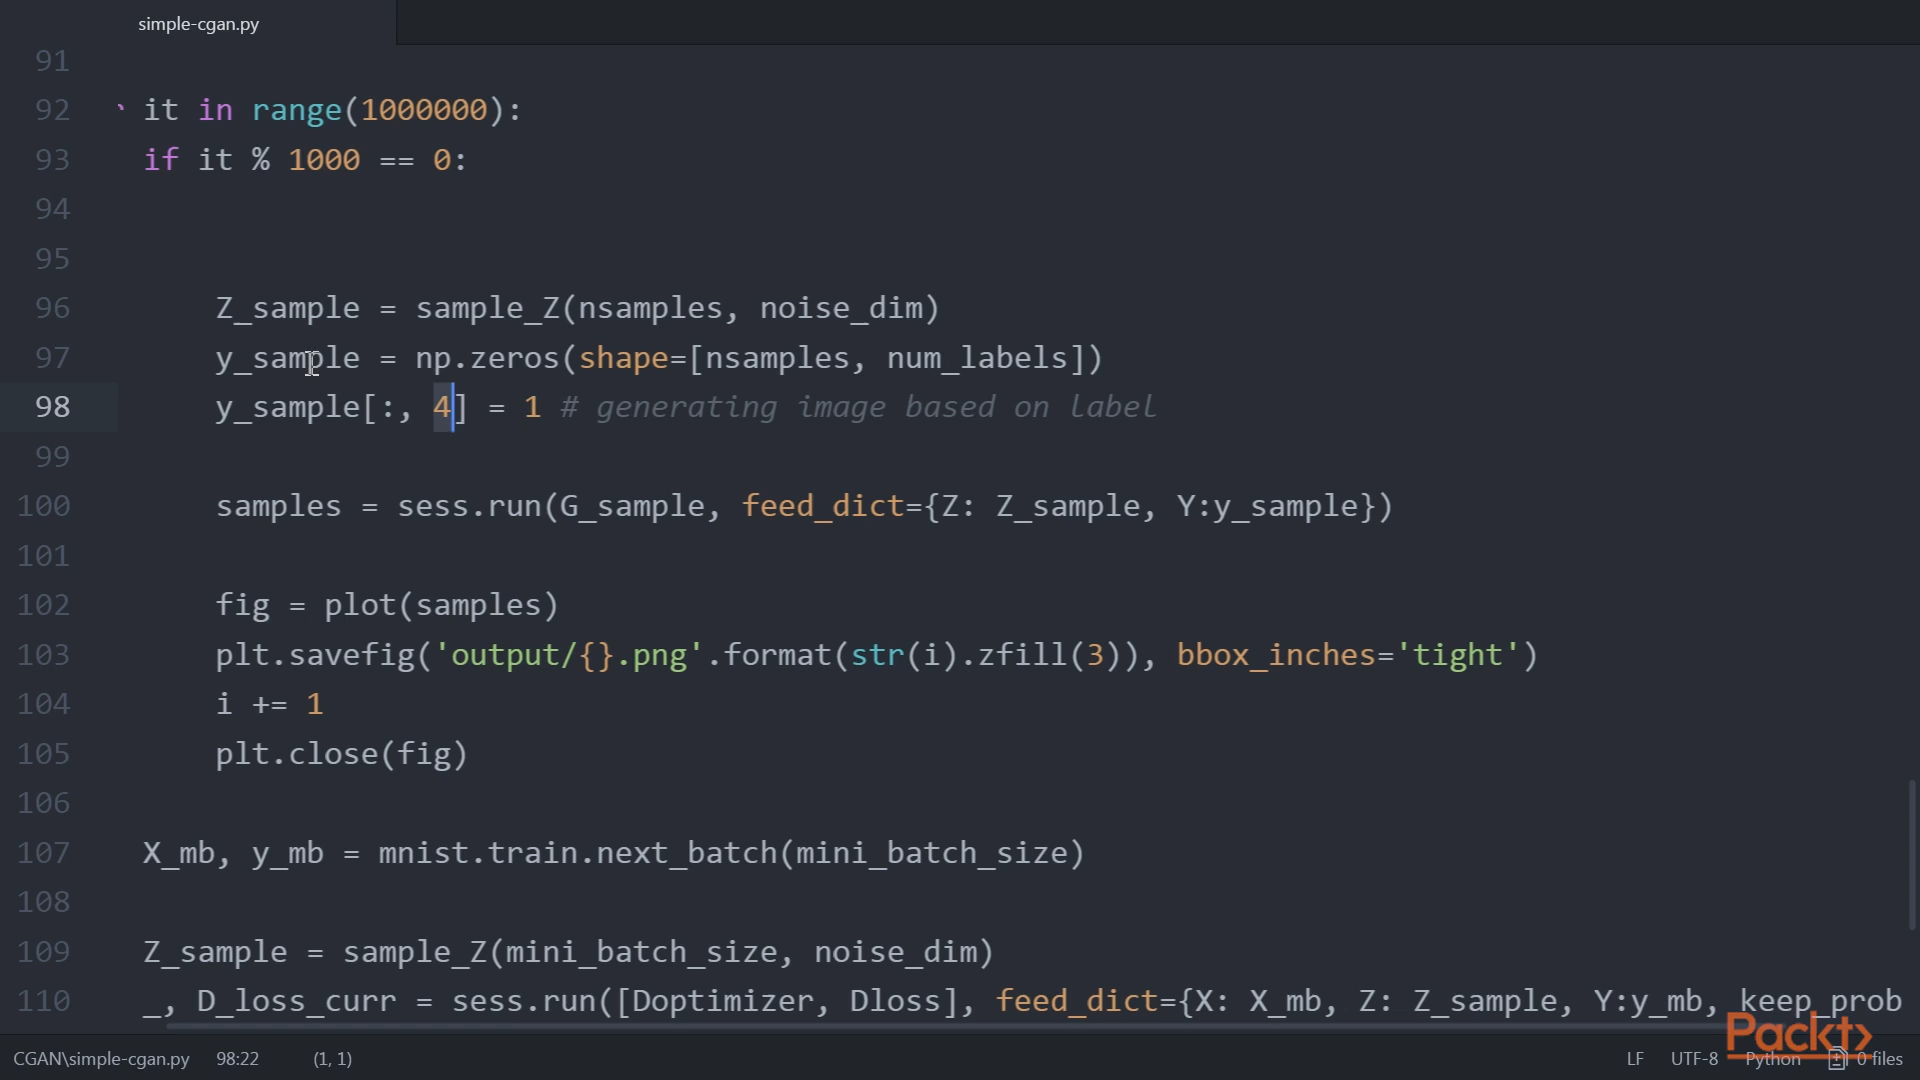 simple-cgan.py
91
92 it in range(1000000):
93 if it % 1000 == 0:
94
95
96 Z_sample = sample_Z(nsamples, noise_dim)
97 y_sample = np.zeros(shape=[nsamples, num_labels])
98 y_sample[:, 4] = 1 # generating image based on label
99
100 samples = sess.run(G_sample, feed_dict={Z: Z_sample, Y:y_sample})
101
102 fig = plot(samples)
103 plt.savefig('output/{}.png'.format(str(i).zfill(3)), bbox_inches='tight')
104 i += 1
105 plt.close(fig)
106
107 X_mb, y_mb = mnist.train.next_batch(mini_batch_size)
108
109 Z_sample = sample_Z(mini_batch_size, noise_dim)
110 _, D_loss_curr = sess.run([Doptimizer, Dloss], feed_dict={X: X_mb, Z: Z_sample, Y:y_mb, keep_prob
Packt>
CGAN\simple-cgan.py 98:22 (1, 1) LF UTF-8 Python 0 files